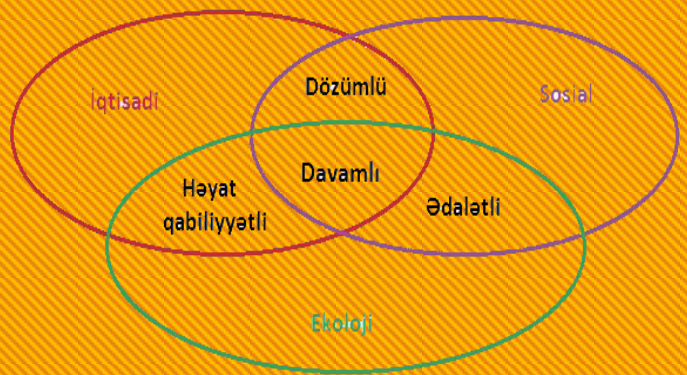 Dözümlü
İqtisadi
Sosial
Davamlı
Həyat
qabiliyyətli
Ədalətli
Ekoloji